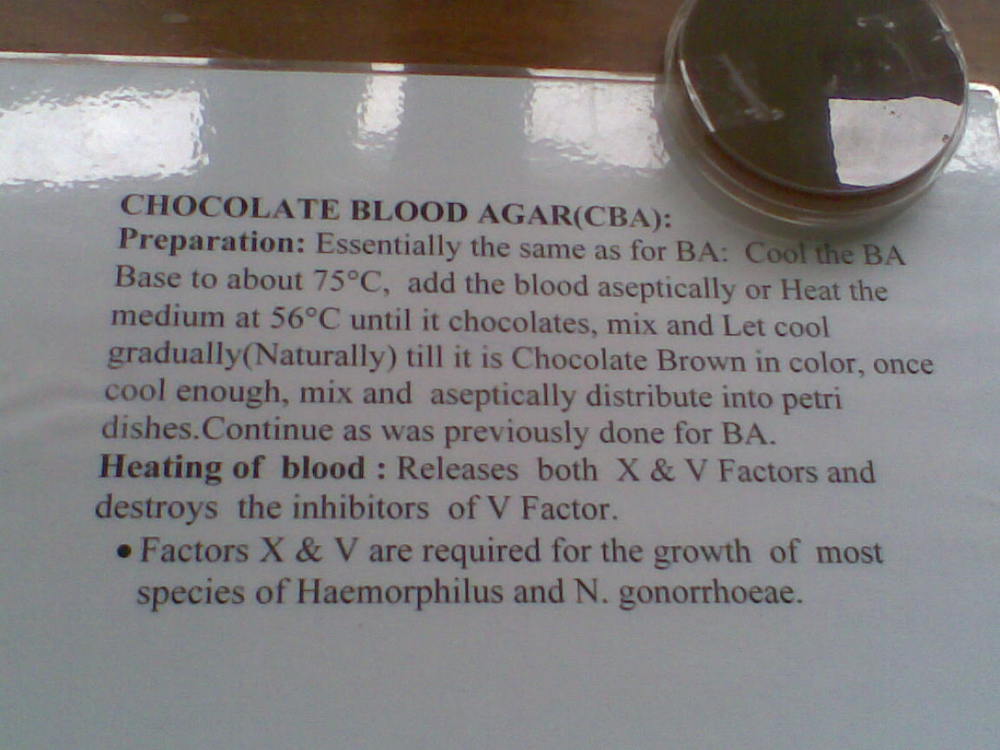 CHOCOLATE BLOOD AGAR(CBA):
Preparation: Essentially the same as for BA: Cool the BA
Base to about 75°C, add the blood aseptically or Heat the
medium at 56°C until it chocolates, mix and Let cool
gradually(Naturally) till it is Chocolate Brown in color, once
cool enough, mix and aseptically distribute into petri
dishes.Continue as was previously done for BA.
Heating of blood : Releases both X & V Factors and
destroys the inhibitors of V Factor.
• Factors X & V are required for the growth of most
species of Haemorphilus and N. gonorrhoeae.